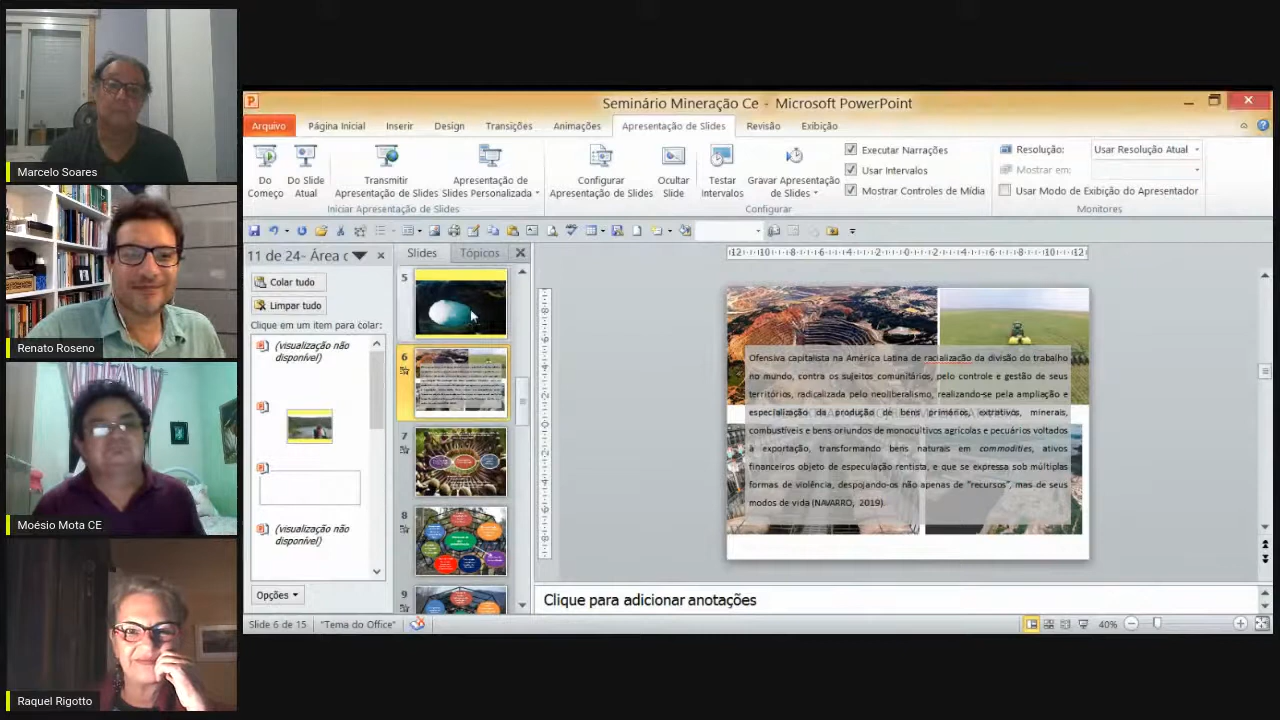 Marcelo Soares
Renato Roseno
Moésio Mota CE
Raquel Rigotto
Seminário Mineração Ce - Microsoft PowerPoint
Arquivo Página Inicial Inserir Design Transições Animações Apresentação de Slides Revisão Exibição
Do Começo
Do Slide Atual
Transmitir Apresentação de Slides
Apresentação de Slides Personalizada
Iniciar Apresentação de Slides
Configurar Apresentação de Slides
Ocultar Slide
Testar Intervalos
Gravar Apresentação de Slides
Executar Narrações
Usar Intervalos
Mostrar Controles de Mídia
Configurar
Resolução: Usar Resolução Atual
Mostrar em:
Usar Modo de Exibição do Apresentador
Monitores
11 de 24- Área
Colar tudo
Limpar tudo
Clique em um item para colar:
(visualização não
disponível)
(visualização não
disponível)
Opções
Slides Tópicos
5
6
7
8
9
Ofensiva capitalista na América Latina de racialização da divisão do trabalho
no mundo, contra os sujeitos comunitários, pelo controle e gestão de seus
territórios, radicalizada pelo neoliberalismo, realizando-se pela ampliação e
especialização da produção de bens primários, extrativos, minerais,
combustíveis e bens oriundos de monocultivos agrícolas e pecuários voltados
à exportação, transformando bens naturais em commodities, ativos
financeiros objeto de especulação rentista, e que se expressa sob múltiplas
formas de violência, despojando-os não apenas de "recursos", mas de seus
modos de vida (NAVARRO, 2019).
Clique para adicionar anotações
Slide 6 de 15 "Tema do Office" 40%